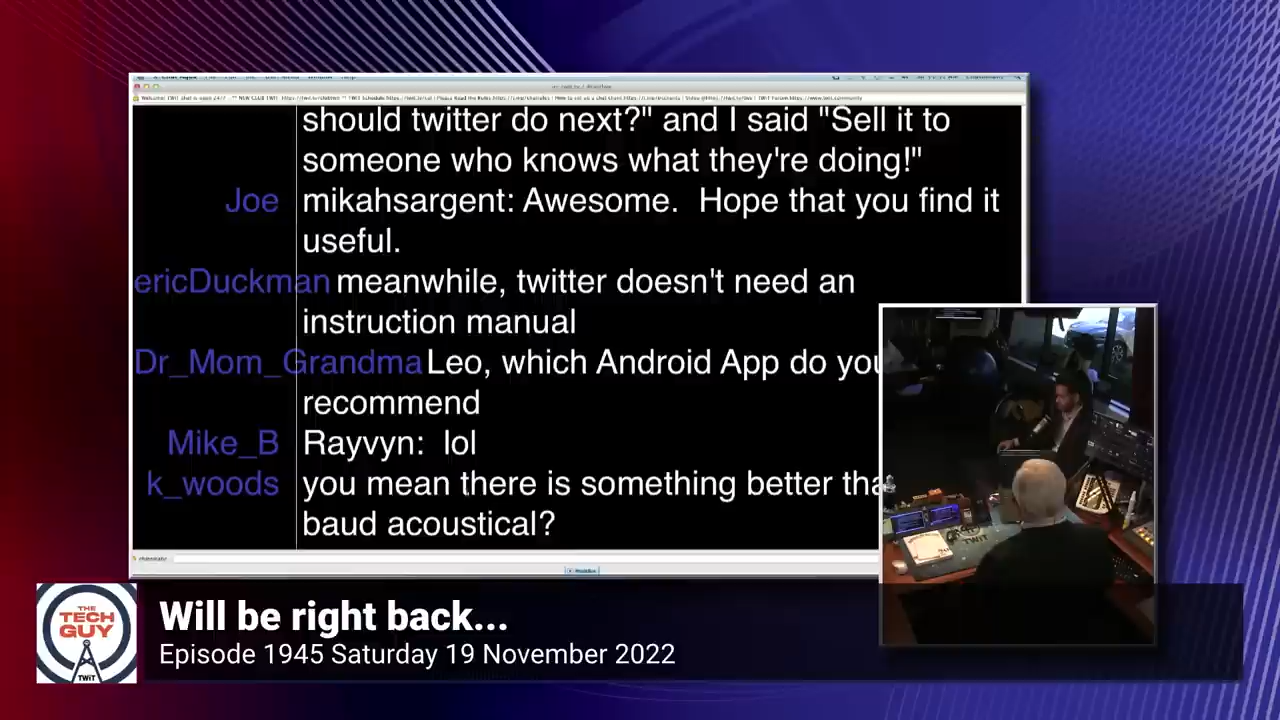 should twitter do next?" and I said "Sell it to
someone who knows what they're doing!"
Joe mikahsargent: Awesome.  Hope that you find it
useful.
ericDuckman meanwhile, twitter doesn't need an
instruction manual
Dr_Mom_Grandma Leo, which Android App do you
recommend
Mike_B Rayvyn:  lol
k_woods you mean there is something better tha
baud acoustical?
THE
TECH
GUY
TWiT
Will be right back...
Episode 1945 Saturday 19 November 2022